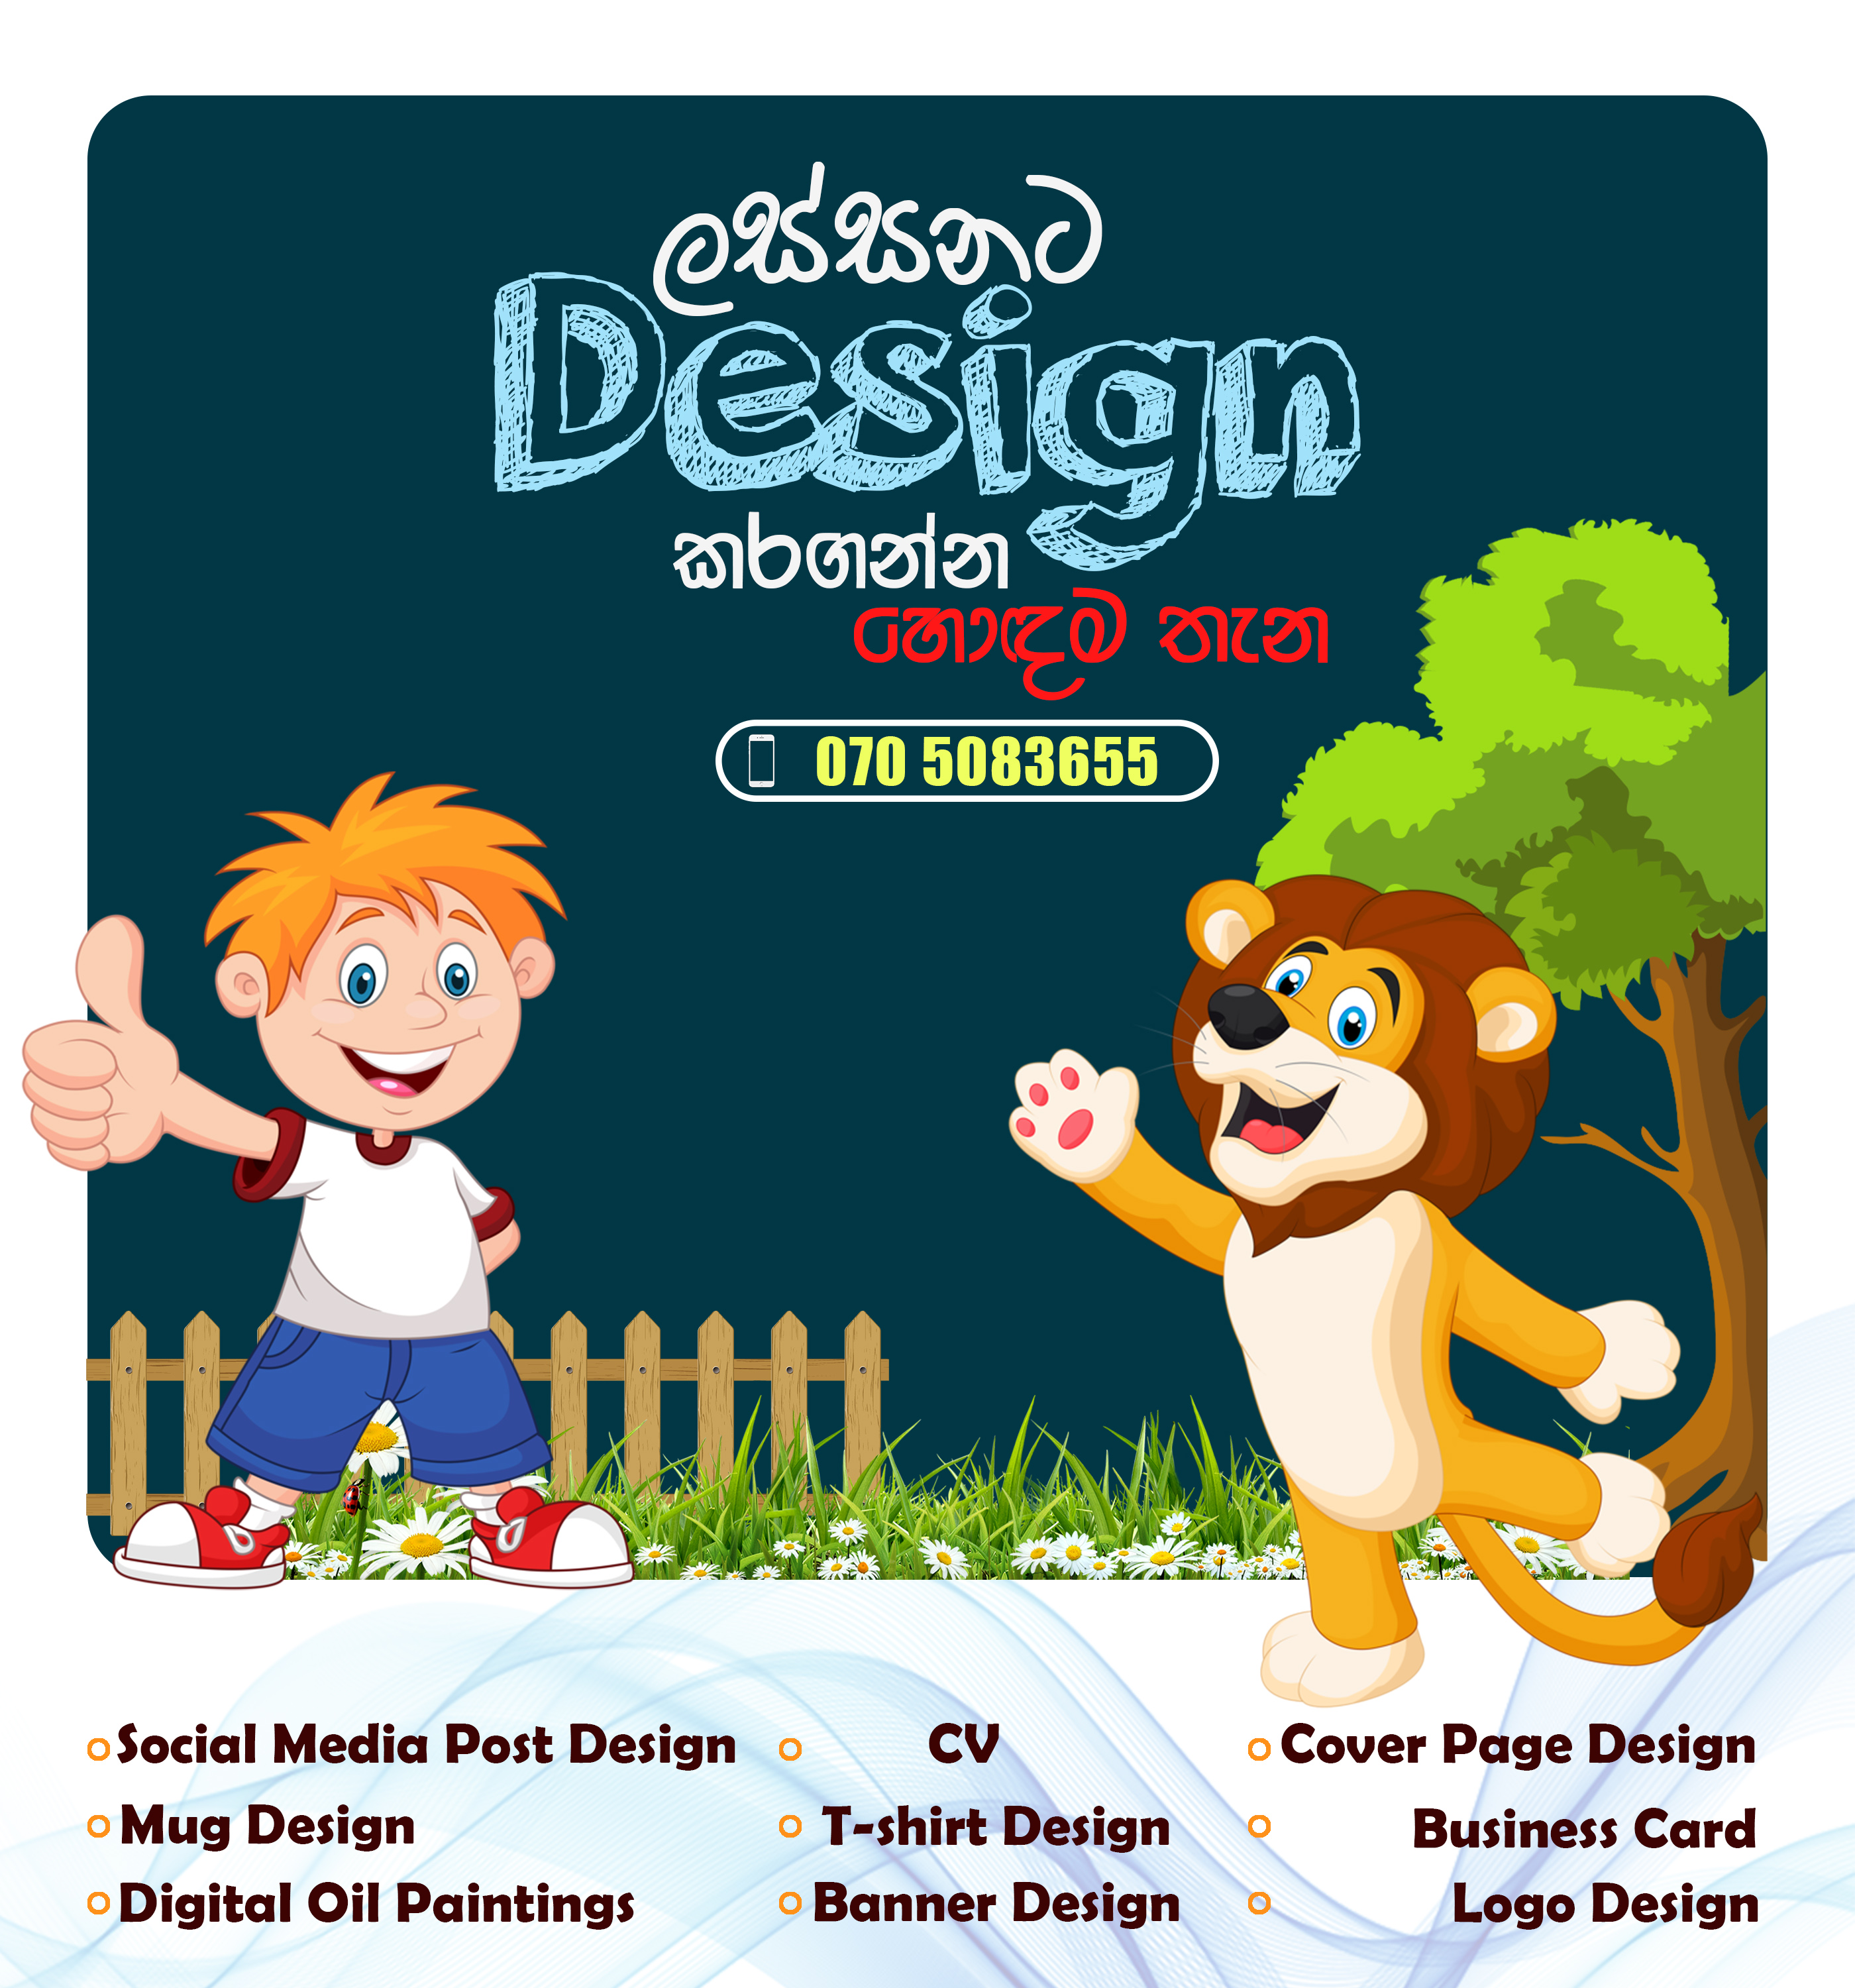 ලස්සනට
Design
කරගන්න
හොඳම තැන
070 5083655
Social Media Post Design
CV
Cover Page Design
Mug Design
T-shirt Design
Business Card
Digital Oil Paintings
Banner Design
Logo Design